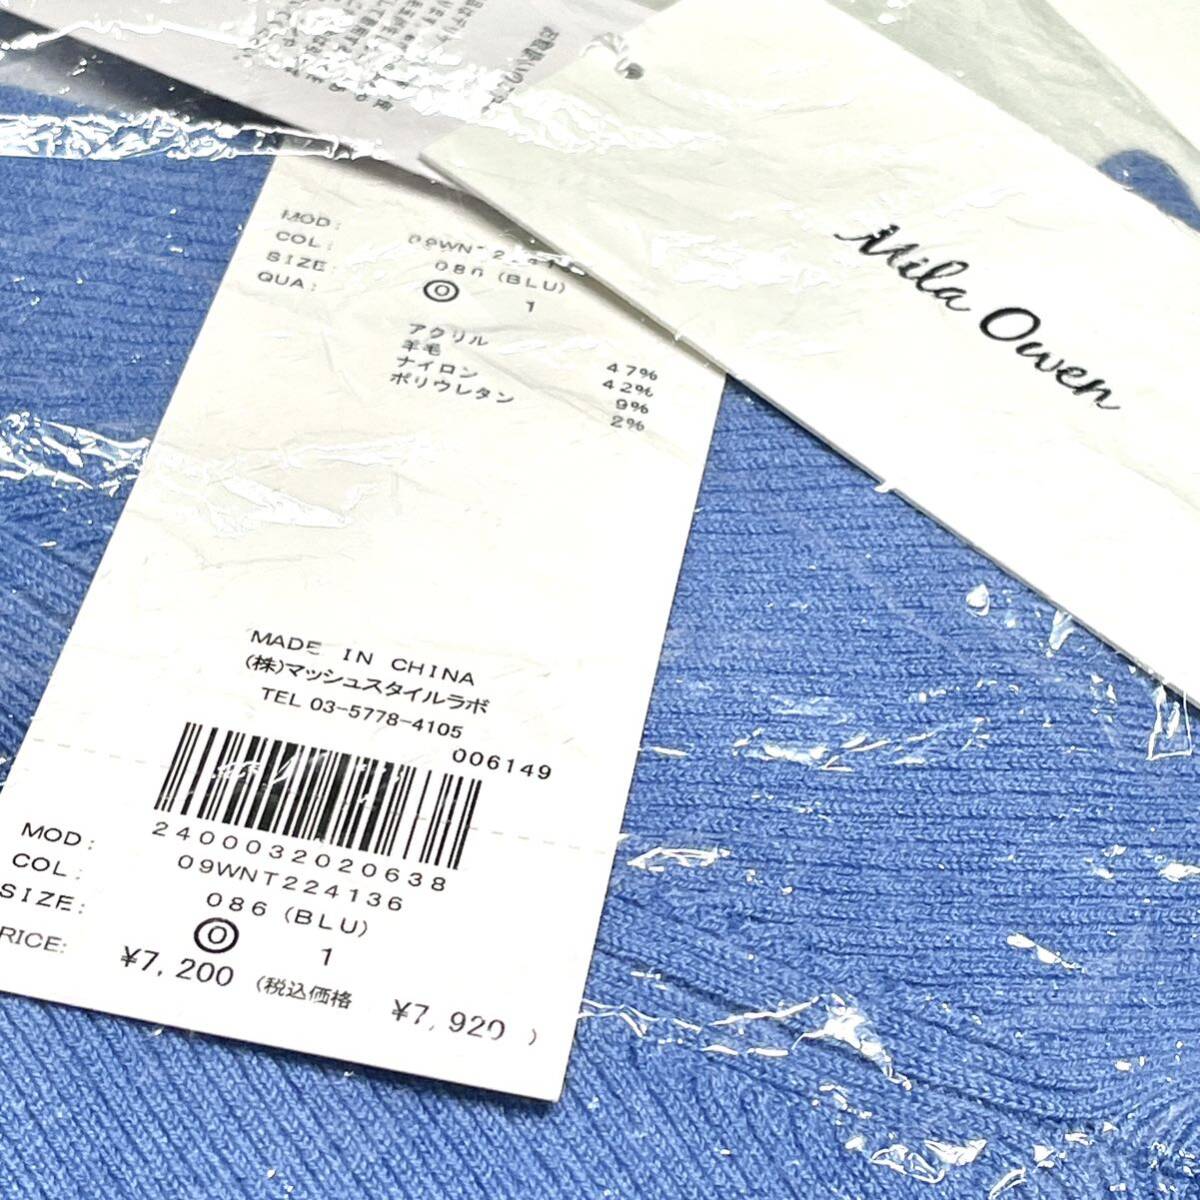 Mila Owen
MOD:
COL: 086 (BLU)
SIZE: 0 1
QUA:
アクリル 47%
羊毛 42%
ナイロン 9%
ポリウレタン 2%
MADE IN CHINA
(株)マッシュスタイルラボ
TEL 03-5778-4105
006149
2400032020638
MOD: 09WNT224136
COL: 086 (BLU)
SIZE: 0 1
RICE: ¥7,200 (税込価格 ¥7,920 )